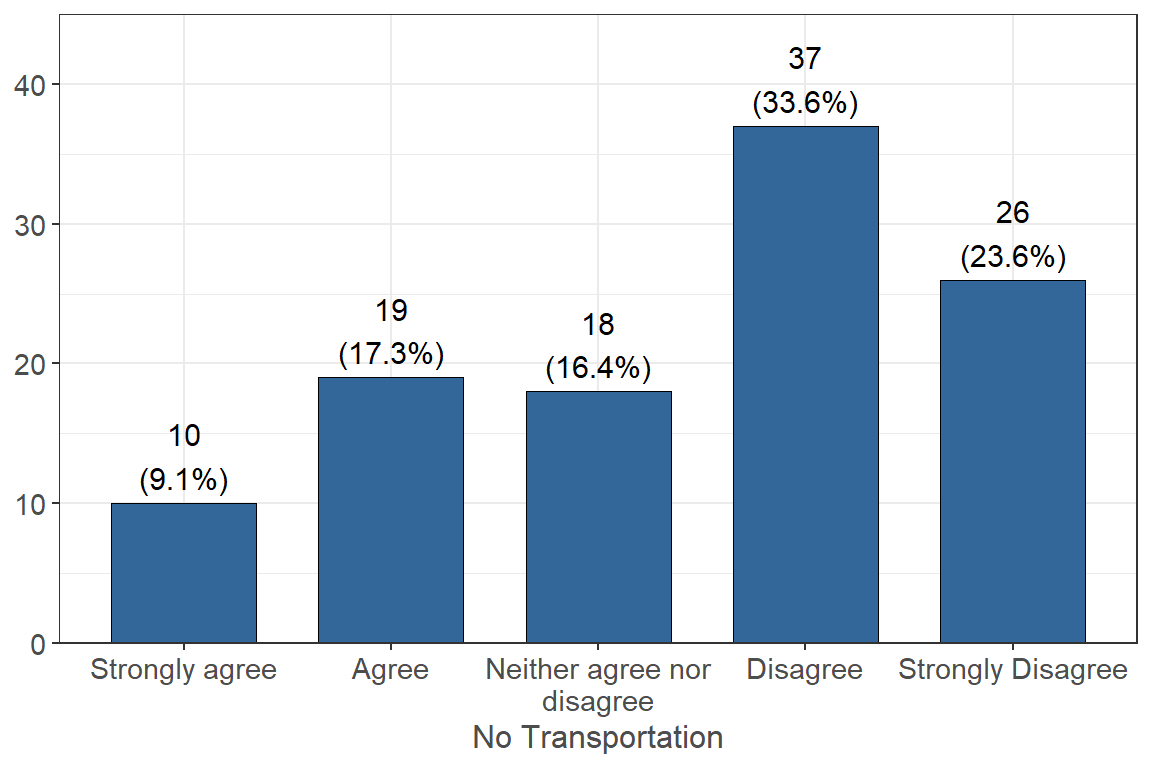 40
30
20
10
0
10
(9.1%)
19
(17.3%)
18
(16.4%)
37
(33.6%)
26
(23.6%)
Strongly agree
Agree
Neither agree nor
disagree
Disagree
Strongly Disagree
No Transportation